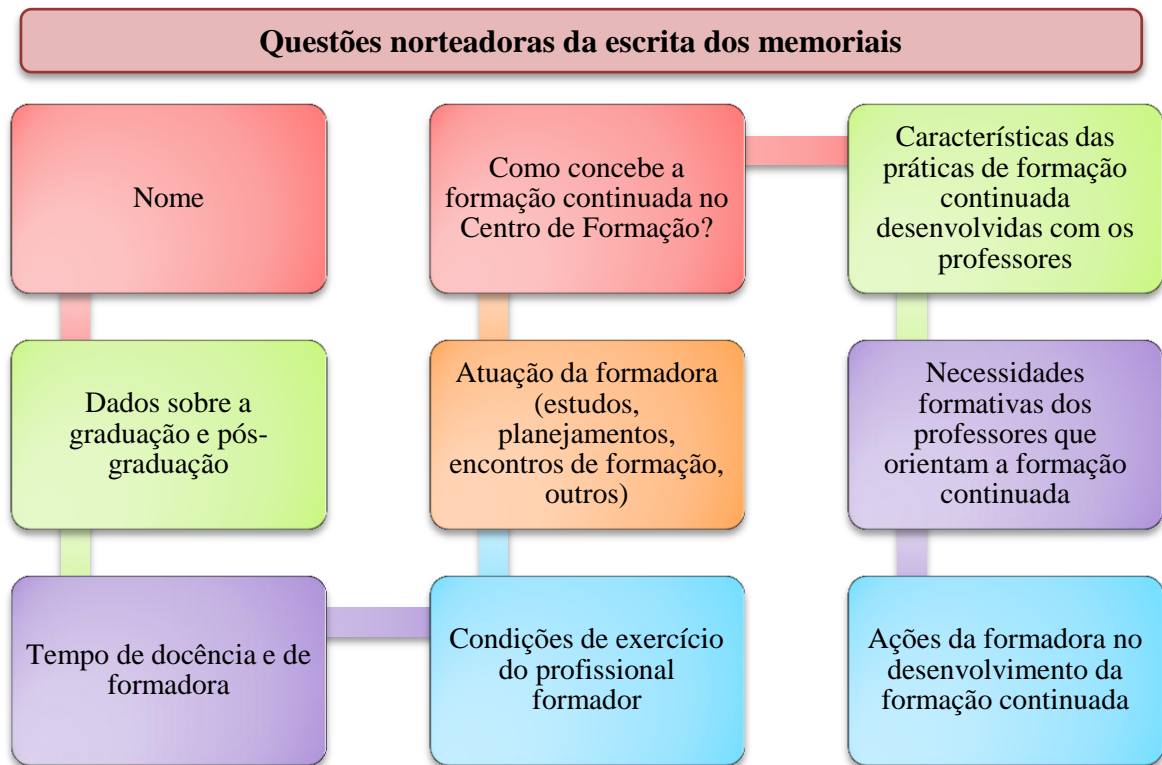 Questões norteadoras da escrita dos memoriais
Nome
Dados sobre a
graduação e pós-
graduação
Tempo de docência e de
formadora
Condições de exercício
do profissional
formador
Atuação da formadora
(estudos,
planejamentos,
encontros de formação,
outros)
Como concebe a
formação continuada no
Centro de Formação?
Características das
práticas de formação
continuada
desenvolvidas com os
professores
Necessidades
formativas dos
professores que
orientam a formação
continuada
Ações da formadora no
desenvolvimento da
formação continuada